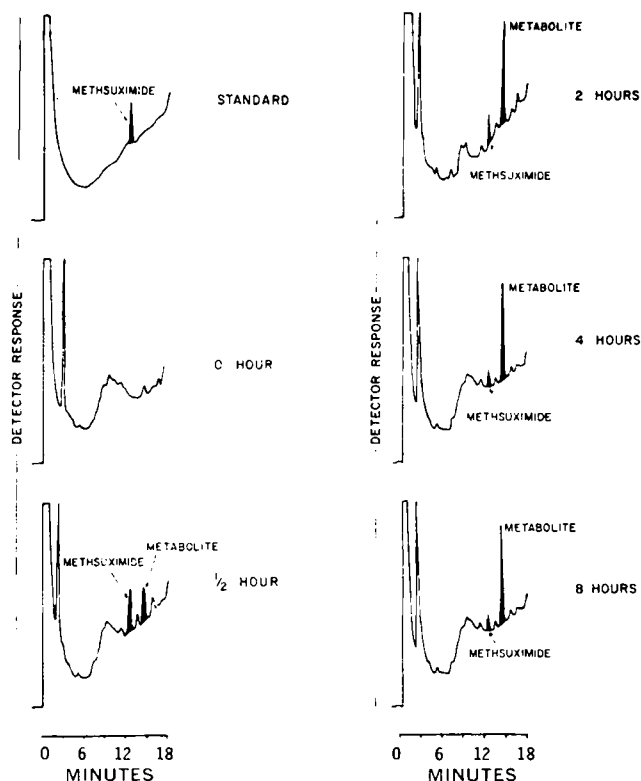 METHSUXIMIDE
STANDARD
DETECTOR RESPONSE
0 HOUR
METHSUXIMIDE
METABOLITE
1/2 HOUR
0 6 12 18
MINUTES
METABOLITE
METHSUXIMIDE
2 HOURS
DETECTOR RESPONSE
METABOLITE
METHSUXIMIDE
4 HOURS
METABOLITE
METHSUXIMIDE
8 HOURS
0 6 12 18
MINUTES